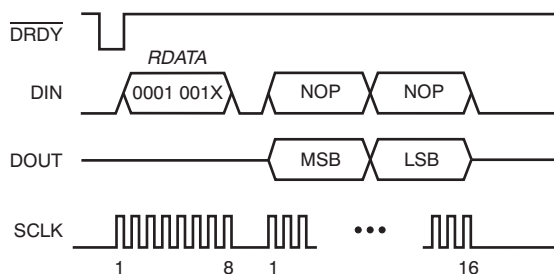 DRDY
RDATA
DIN 0001 001X NOP NOP
DOUT MSB LSB
SCLK •••
1 8 1 16